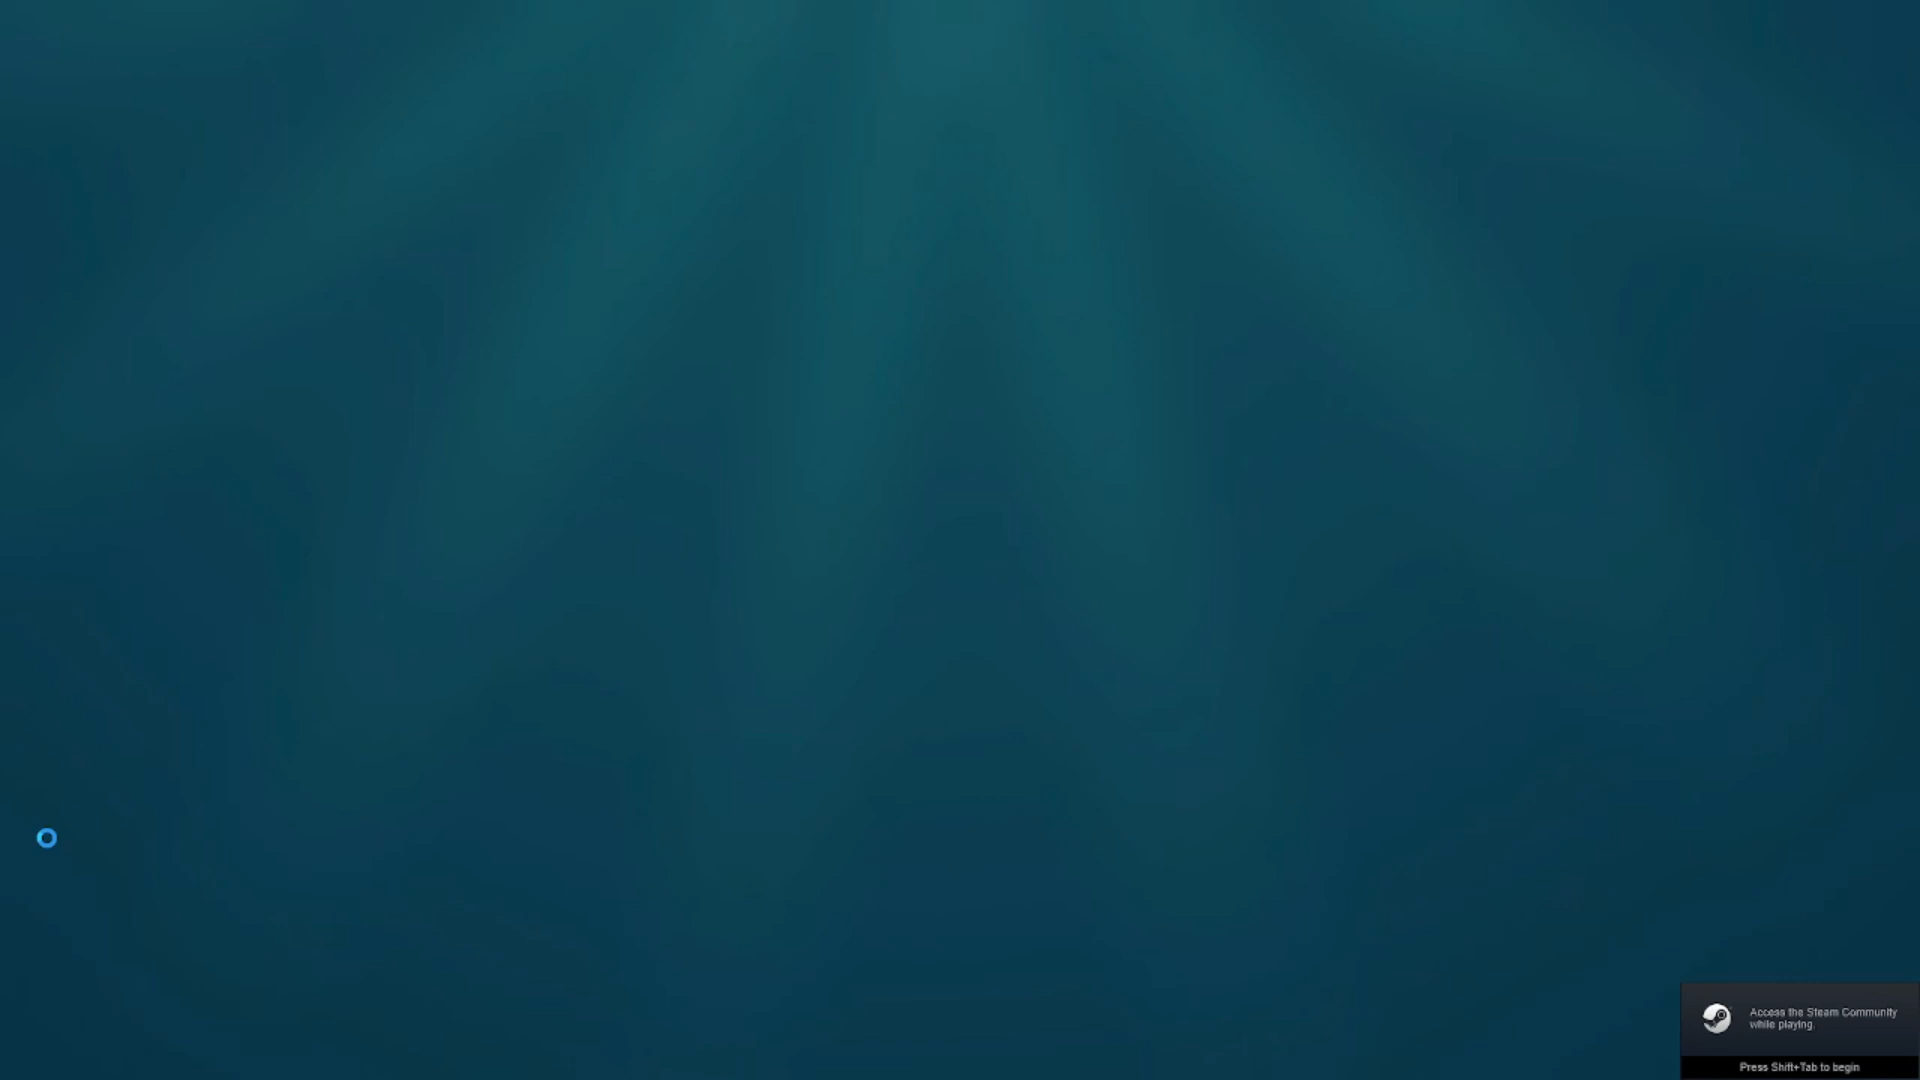 Access the Steam Community
while playing.
Press Shift+Tab to begin